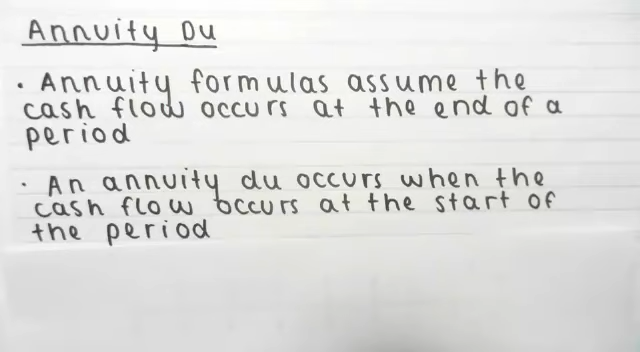 Annuity Du
· Annuity formulas assume the
cash flow occurs at the end of a
period
· An annuity du occurs when the
cash flow occurs at the start of
the period